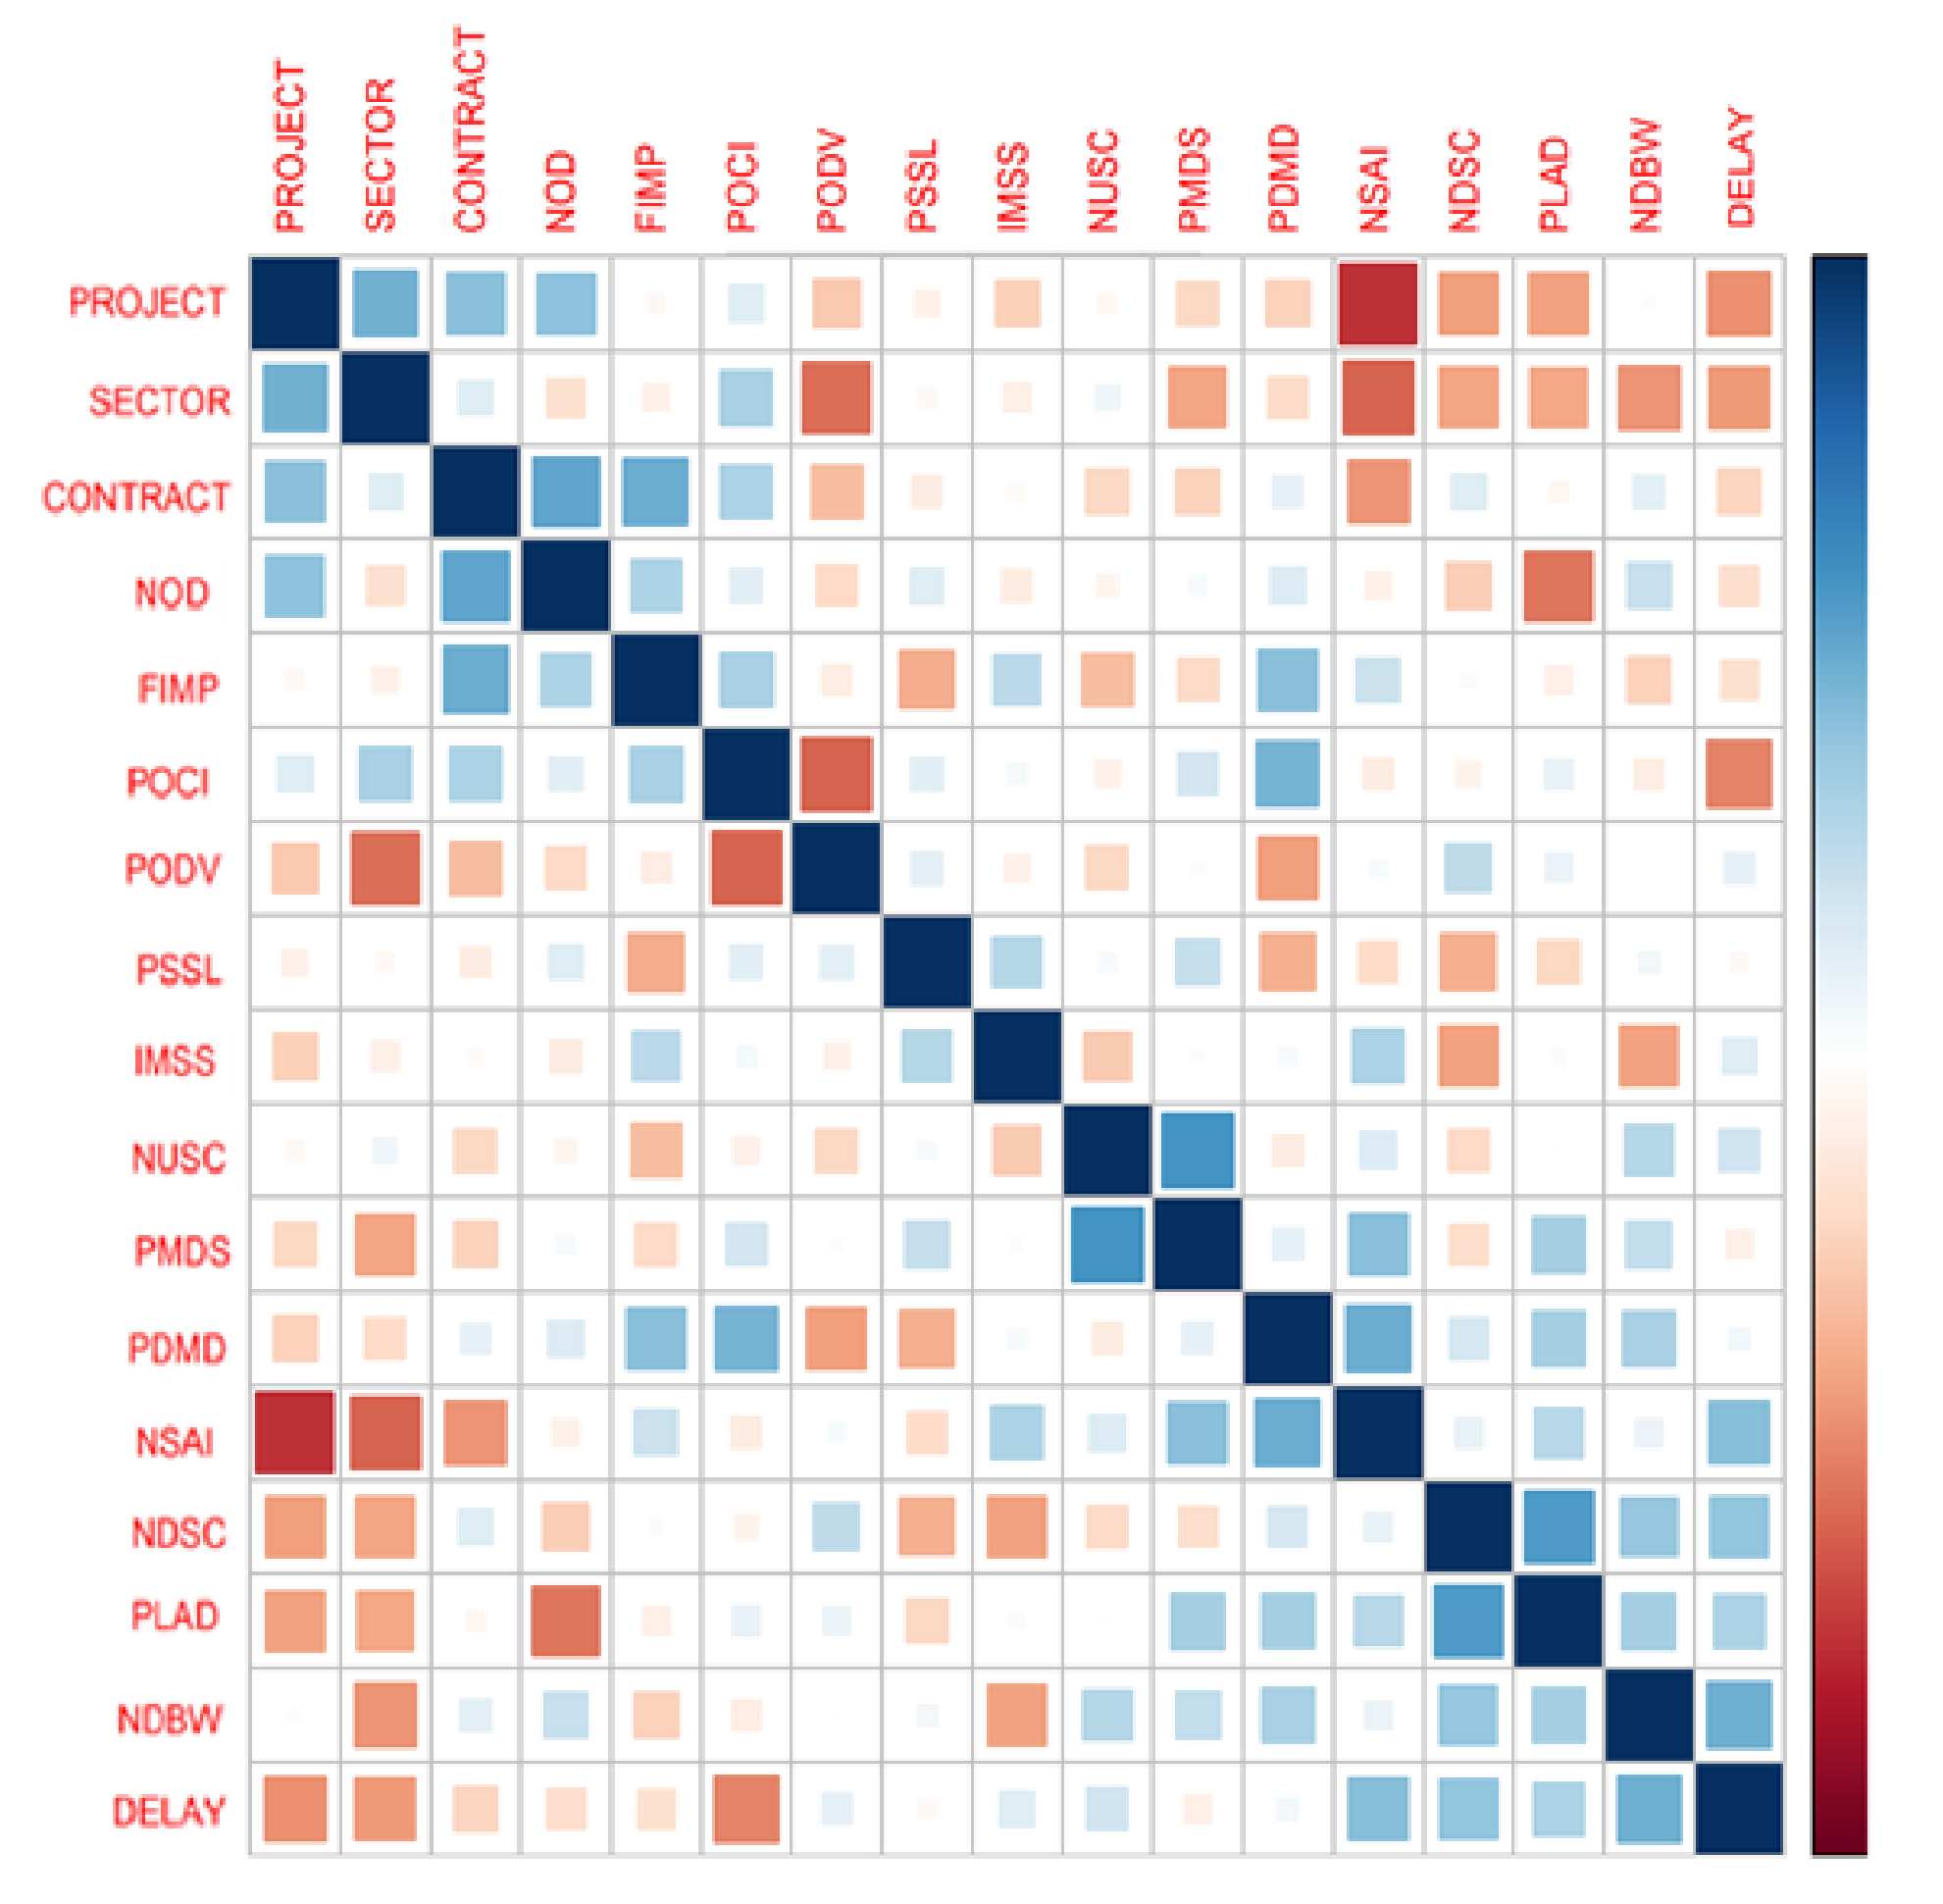 PROJECT
SECTOR
CONTRACT
NOD
FIMP
POCI
PODV
PSSL
IMSS
NUSC
PMDS
PDMD
NSAI
NDSC
PLAD
NDBW
DELAY
PROJECT
SECTOR
CONTRACT
NOD
FIMP
POCI
PODV
PSSL
IMSS
NUSC
PMDS
PDMD
NSAI
NDSC
PLAD
NDBW
DELAY